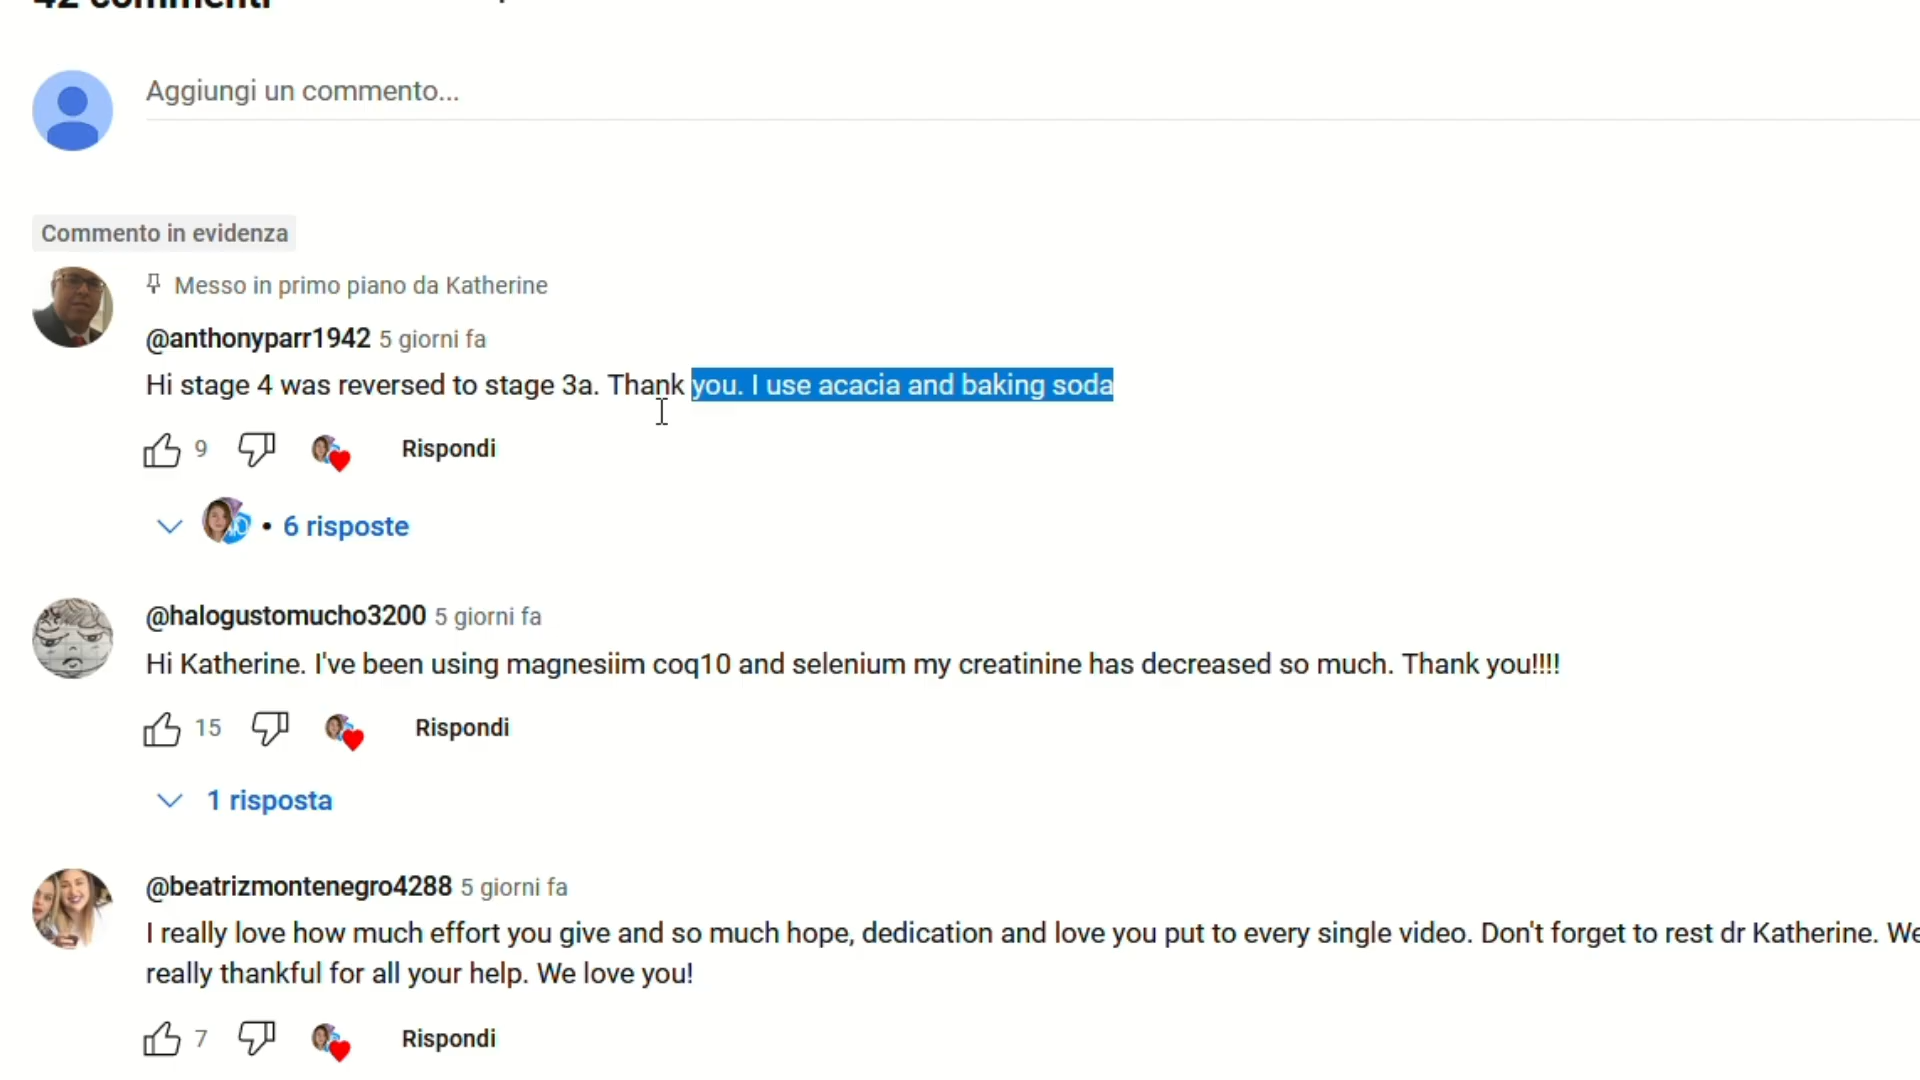 42 commenti
Aggiungi un commento...
Commento in evidenza
Messo in primo piano da Katherine
@anthonyparr1942 5 giorni fa
Hi stage 4 was reversed to stage 3a. Thank you. I use acacia and baking soda
9 Rispondi
• 6 risposte
@halogustomucho3200 5 giorni fa
Hi Katherine. I've been using magnesiim coq10 and selenium my creatinine has decreased so much. Thank you!!!!
15 Rispondi
1 risposta
@beatrizmontenegro4288 5 giorni fa
I really love how much effort you give and so much hope, dedication and love you put to every single video. Don't forget to rest dr Katherine. We
really thankful for all your help. We love you!
7 Rispondi